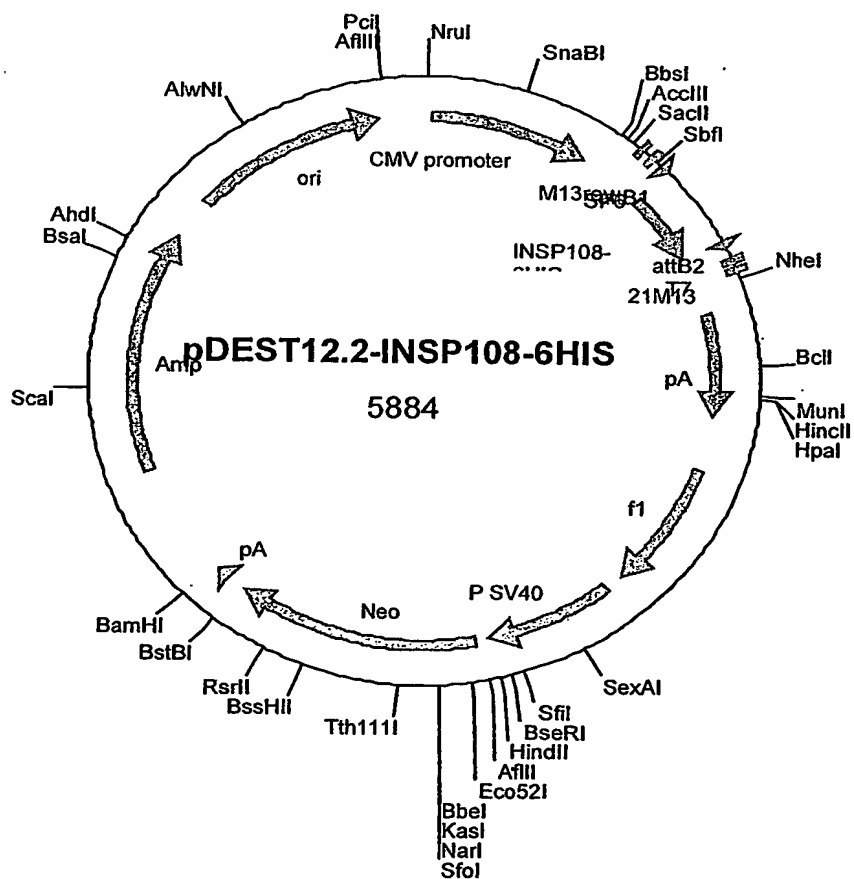 PciI
AflIII
NruI
SnaBI
BbsI
AccIII
SacII
SbfI
AlwNI
CMV promoter
ori
M13rev
AhdI
BsaI
INSP108-
attB2
NheI
T7
21M13
pDEST12.2-INSP108-6HIS
Amp
5884
pA
BclI
ScaI
MunI
HincII
HpaI
f1
pA
P SV40
Neo
BamHI
BstBI
RsrII
BssHII
Tth111I
SexAI
SfiI
BseRI
HindII
AflII
Eco52I
BbeI
KasI
NarI
SfoI